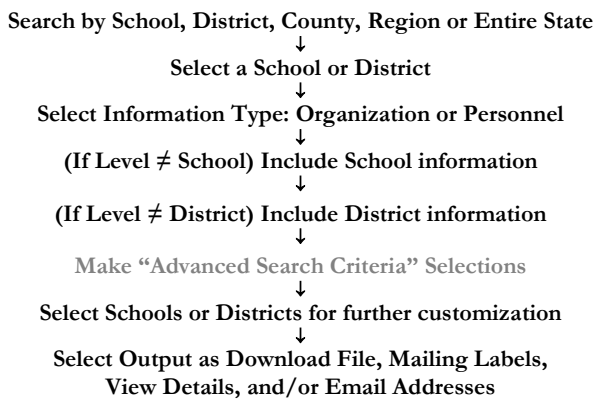 Search by School, District, County, Region or Entire State
↓
Select a School or District
↓
Select Information Type: Organization or Personnel
↓
(If Level ≠ School) Include School information
↓
(If Level ≠ District) Include District information
↓
Make “Advanced Search Criteria” Selections
↓
Select Schools or Districts for further customization
↓
Select Output as Download File, Mailing Labels,
View Details, and/or Email Addresses